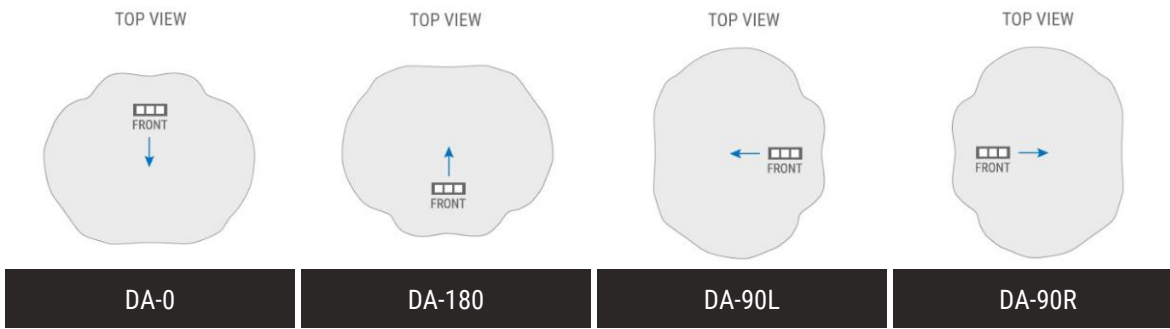 TOP VIEW
TOP VIEW
TOP VIEW
TOP VIEW
FRONT
FRONT
FRONT
FRONT
DA-0
DA-180
DA-90L
DA-90R